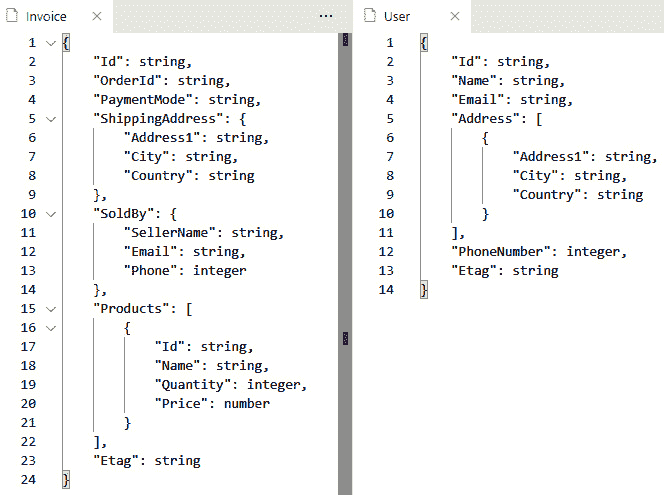 Invoice
1 {
2 "Id": string,
3 "OrderId": string,
4 "PaymentMode": string,
5 "ShippingAddress": {
6 "Address1": string,
7 "City": string,
8 "Country": string
9 },
10 "SoldBy": {
11 "SellerName": string,
12 "Email": string,
13 "Phone": integer
14 },
15 "Products": [
16 {
17 "Id": string,
18 "Name": string,
19 "Quantity": integer,
20 "Price": number
21 }
22 ],
23 "Etag": string
24 }
User
1 {
2 "Id": string,
3 "Name": string,
4 "Email": string,
5 "Address": [
6 {
7 "Address1": string,
8 "City": string,
9 "Country": string
10 }
11 ],
12 "PhoneNumber": integer,
13 "Etag": string
14 }